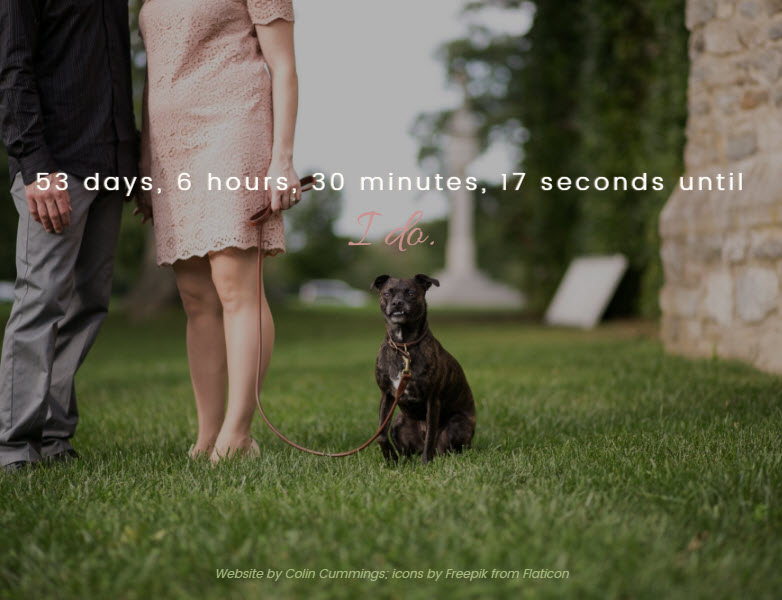 53 days, 6 hours, 30 minutes, 17 seconds until
I do.
Website by Colin Cummings; icons by Freepik from Flaticon